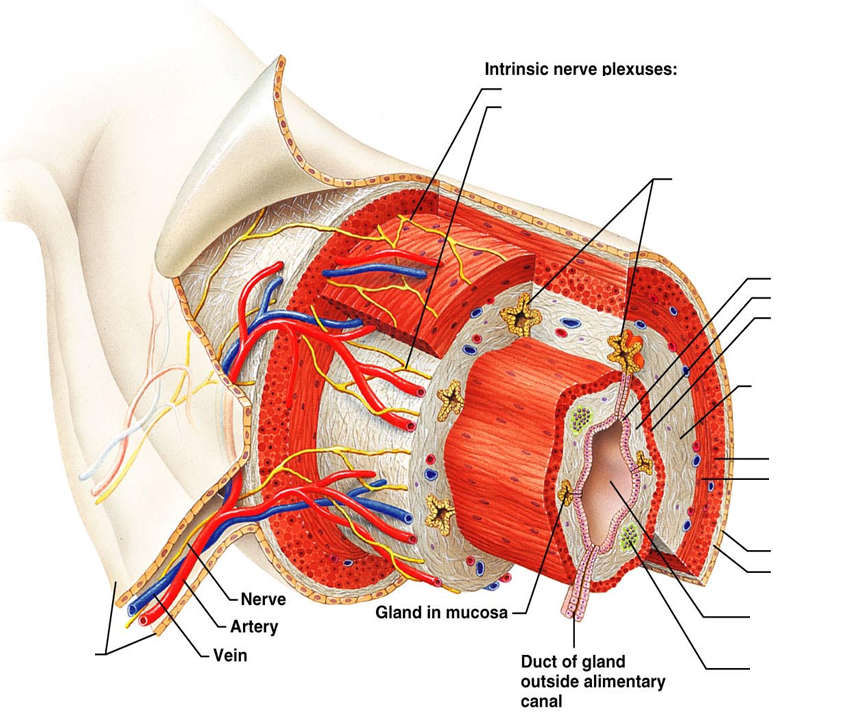 Intrinsic nerve plexuses:
Nerve
Gland in mucosa
Artery
Vein
Duct of gland
outside alimentary
canal